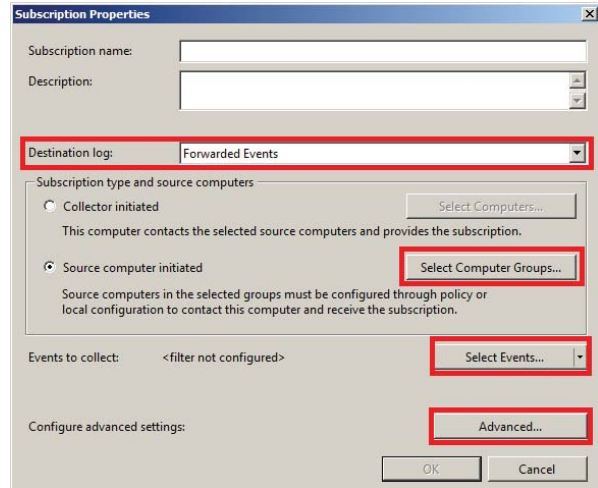 Subscription Properties
Subscription name:
Description:
Destination log: Forwarded Events
Subscription type and source computers
Collector initiated Select Computers...
This computer contacts the selected source computers and provides the subscription.
Source computer initiated Select Computer Groups...
Source computers in the selected groups must be configured through policy or
local configuration to contact this computer and receive the subscription.
Events to collect: <filter not configured> Select Events...
Configure advanced settings: Advanced...
OK Cancel